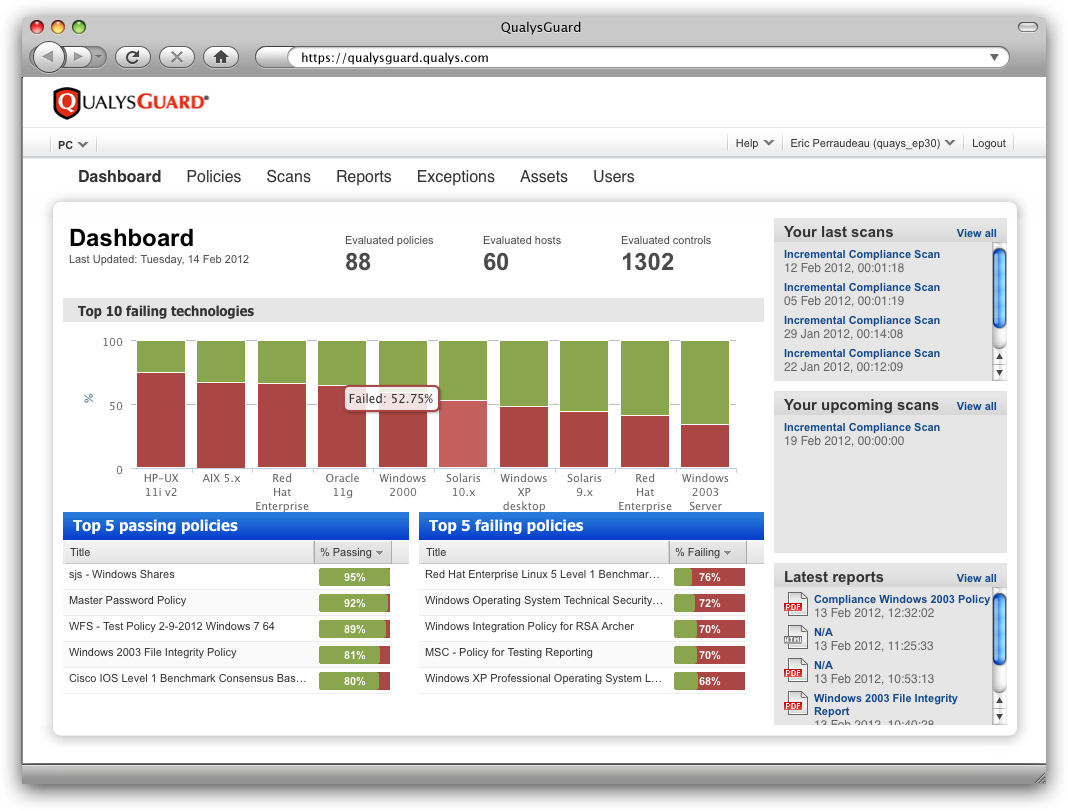 QualysGuard
https://qualysguard.qualys.com
QUALYSGUARD®
PC
Help
Eric Perraudeau (quays_ep30)
Logout
Dashboard
Policies
Scans
Reports
Exceptions
Assets
Users
Dashboard
Last Updated: Tuesday, 14 Feb 2012
Evaluated policies
88
Evaluated hosts
60
Evaluated controls
1302
Top 10 failing technologies
100
%
50
0
Failed: 52.75%
HP-UX
11i v2
AIX 5.x
Red
Hat
Enterprise
Oracle
11g
Windows
2000
Solaris
10.x
Windows
XP
desktop
Solaris
9.x
Red
Hat
Enterprise
Windows
2003
Server
Top 5 passing policies
Title
% Passing
sjs - Windows Shares
95%
Master Password Policy
92%
WFS - Test Policy 2-9-2012 Windows 7 64
89%
Windows 2003 File Integrity Policy
81%
Cisco IOS Level 1 Benchmark Consensus Bas...
80%
Top 5 failing policies
Title
% Failing
Red Hat Enterprise Linux 5 Level 1 Benchmar...
76%
Windows Operating System Technical Security...
72%
Windows Integration Policy for RSA Archer
70%
MSC - Policy for Testing Reporting
70%
Windows XP Professional Operating System L...
68%
Your last scans
View all
Incremental Compliance Scan
12 Feb 2012, 00:01:18
Incremental Compliance Scan
05 Feb 2012, 00:01:19
Incremental Compliance Scan
29 Jan 2012, 00:14:08
Incremental Compliance Scan
22 Jan 2012, 00:12:09
Your upcoming scans
View all
Incremental Compliance Scan
19 Feb 2012, 00:00:00
Latest reports
View all
PDF
Compliance Windows 2003 Policy
13 Feb 2012, 12:32:02
N/A
13 Feb 2012, 11:25:33
PDF
N/A
13 Feb 2012, 10:53:13
PDF
Windows 2003 File Integrity
Report
13 Feb 2012, 10:40:28